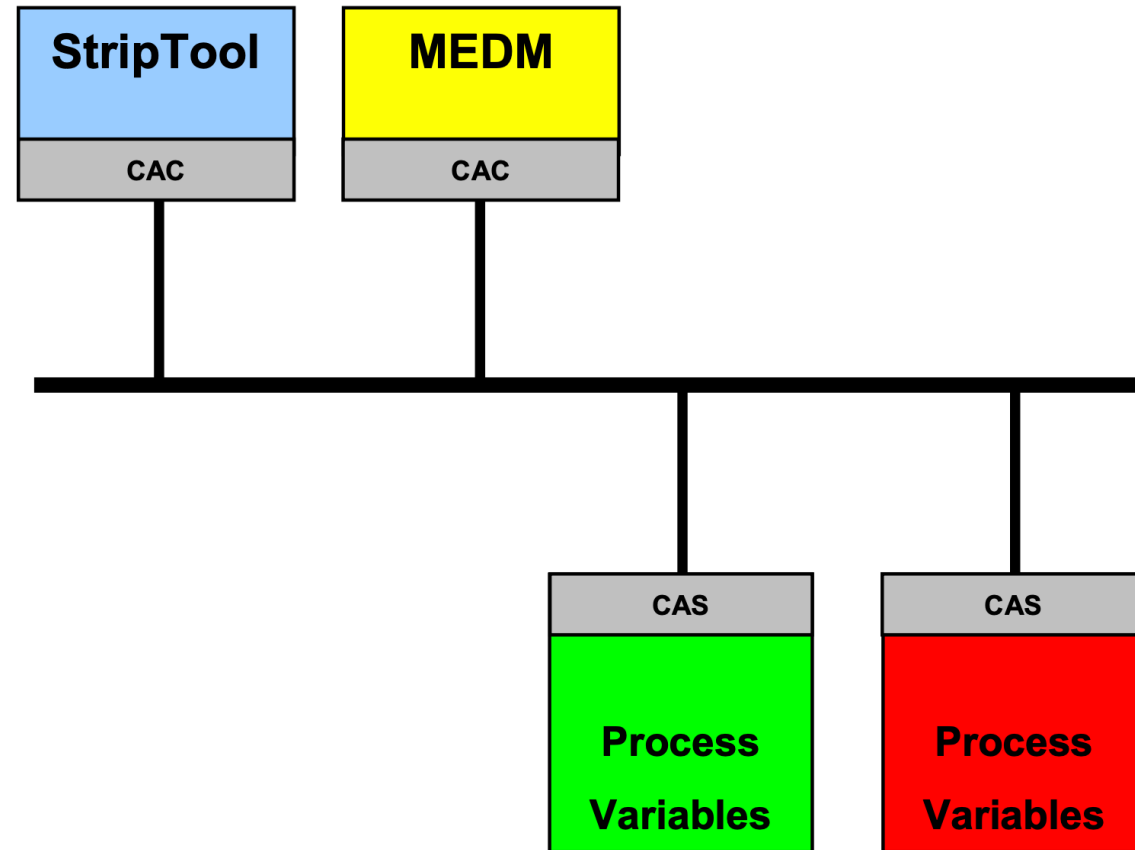 StripTool
MEDM
CAC
CAC
CAS
CAS
Process
Variables
Process
Variables